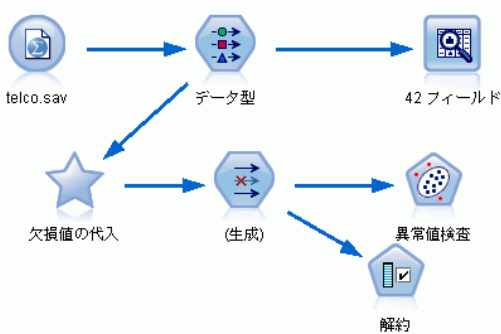 telco.sav
データ型
42 フィールド
欠損値の代入
(生成)
異常値検査
解約